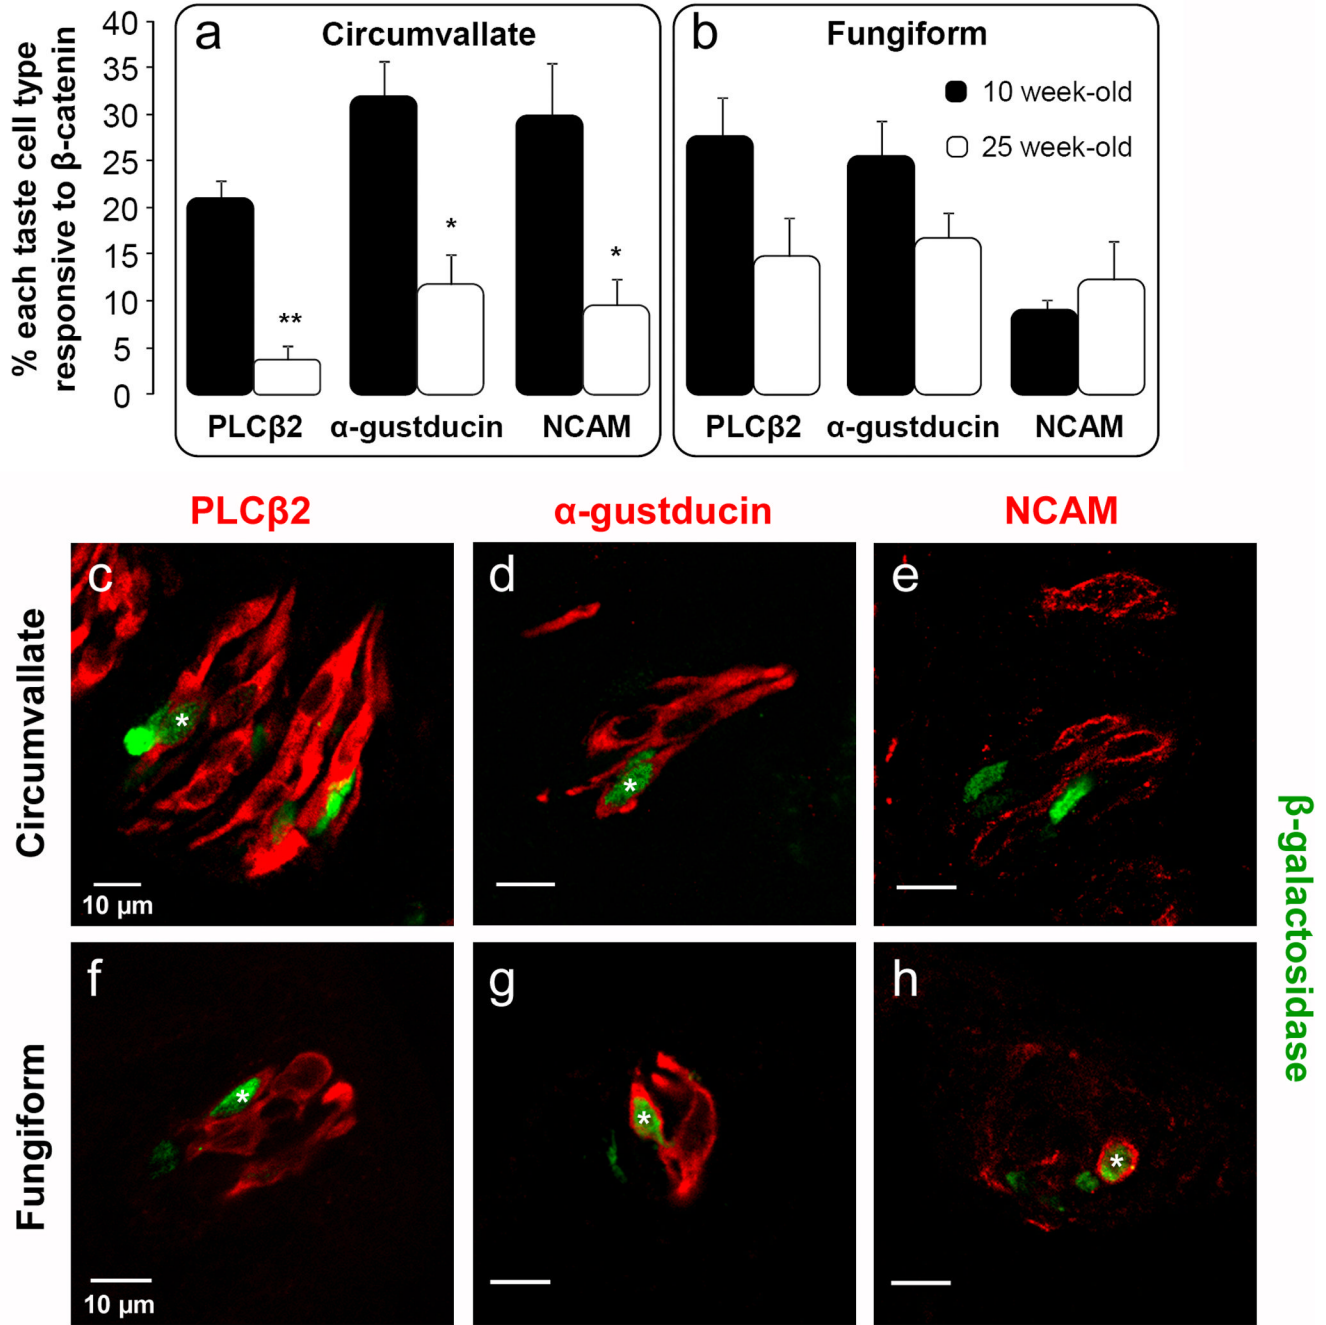 % each taste cell type
responsive to β-catenin
40
35
30
25
20
15
10
5
0
a
Circumvallate
**
*
*
PLCβ2
α-gustducin
NCAM
b
Fungiform
10 week-old
25 week-old
PLCβ2
α-gustducin
NCAM
PLCβ2
α-gustducin
NCAM
Circumvallate
c
*
10 µm
d
*
e
β-galactosidase
Fungiform
f
*
10 µm
g
*
h
*